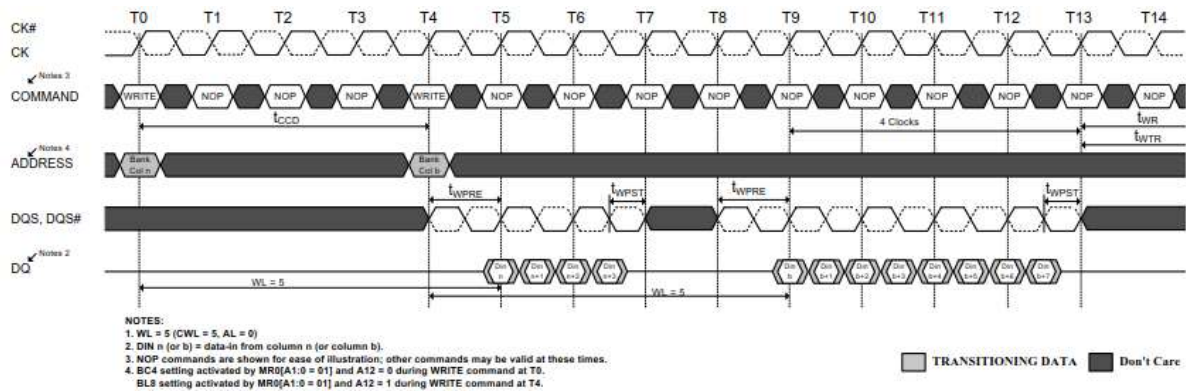 T0 T1 T2 T3 T4 T5 T6 T7 T8 T9 T10 T11 T12 T13 T14
CK#
CK
Notes 3
COMMAND WRITE NOP NOP NOP WRITE NOP NOP NOP NOP NOP NOP NOP NOP NOP NOP
tCCD 4 Clocks tWR
tWTR
Notes 4
ADDRESS Bank Col n Bank Col b
tWPRE tWPST tWPRE tWPST
DQS, DQS#
Notes 2
DQ Din n Din n+1 Din n+2 Din n+3 Din b Din b+1 Din b+2 Din b+3 Din b+4 Din b+5 Din b+6 Din b+7
WL = 5 WL = 5
NOTES:
1. WL = 5 (CWL = 5, AL = 0)
2. DIN n (or b) = data-in from column n (or column b).
3. NOP commands are shown for ease of illustration; other commands may be valid at these times.
4. BC4 setting activated by MR0[A1:0 = 01] and A12 = 0 during WRITE command at T0.
BL8 setting activated by MR0[A1:0 = 01] and A12 = 1 during WRITE command at T4.
TRANSITIONING DATA Don't Care